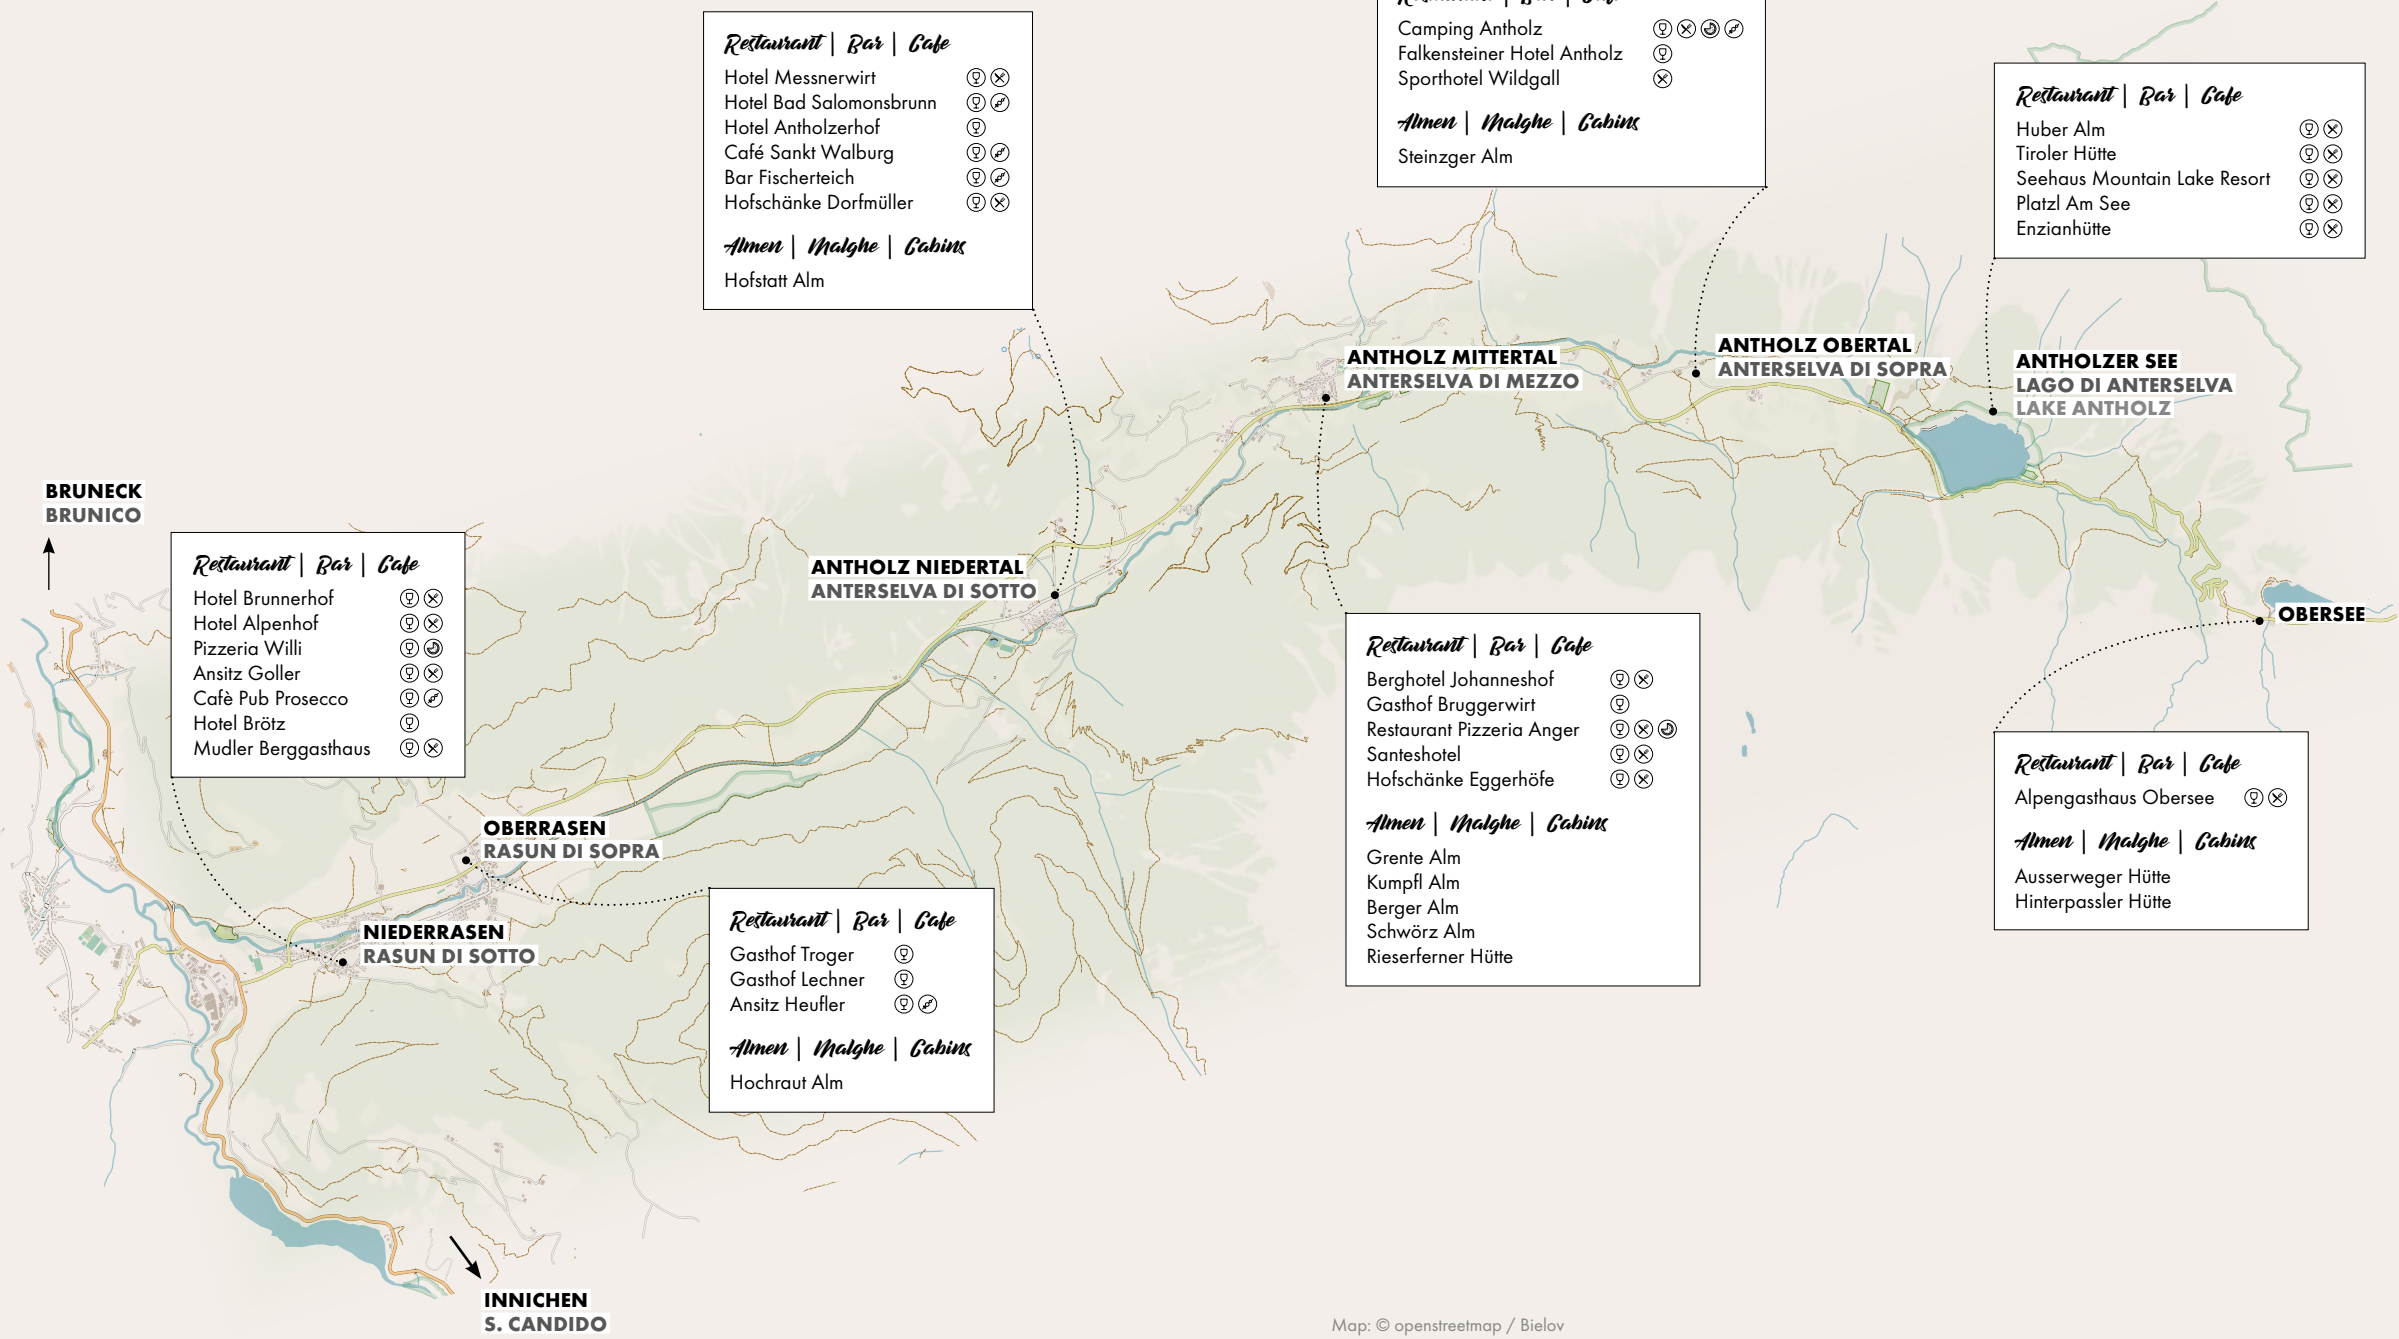 Restaurant | Bar | Cafe
Hotel Messnerwirt
Hotel Bad Salomonsbrunn
Hotel Antholzerhof
Café Sankt Walburg
Bar Fischerteich
Hofschänke Dorfmüller
Almen | Malghe | Cabins
Hofstatt Alm
Restaurant | Bar | Cafe
Camping Antholz
Falkensteiner Hotel Antholz
Sporthotel Wildgall
Almen | Malghe | Cabins
Steinzger Alm
Restaurant | Bar | Cafe
Huber Alm
Tiroler Hütte
Seehaus Mountain Lake Resort
Platzl Am See
Enzianhütte
ANTHOLZ MITTERTAL
ANTERSELVA DI MEZZO
ANTHOLZ OBERTAL
ANTERSELVA DI SOPRA
ANTHOLZER SEE
LAGO DI ANTERSELVA
LAKE ANTHOLZ
BRUNECK
BRUNICO
ANTHOLZ NIEDERTAL
ANTERSELVA DI SOTTO
OBERSEE
Restaurant | Bar | Cafe
Hotel Brunnerhof
Hotel Alpenhof
Pizzeria Willi
Ansitz Goller
Cafè Pub Prosecco
Hotel Brötz
Mudler Berggasthaus
Restaurant | Bar | Cafe
Berghotel Johanneshof
Gasthof Bruggerwirt
Restaurant Pizzeria Anger
Santeshotel
Hofschänke Eggerhöfe
Almen | Malghe | Cabins
Grente Alm
Kumpfl Alm
Berger Alm
Schwörz Alm
Rieserferner Hütte
Restaurant | Bar | Cafe
Alpengasthaus Obersee
Almen | Malghe | Cabins
Ausserweger Hütte
Hinterpassler Hütte
OBERRASEN
RASUN DI SOPRA
NIEDERRASEN
RASUN DI SOTTO
Restaurant | Bar | Cafe
Gasthof Troger
Gasthof Lechner
Ansitz Heufler
Almen | Malghe | Cabins
Hochraut Alm
INNICHEN
S. CANDIDO
Map: © openstreetmap / Bielov